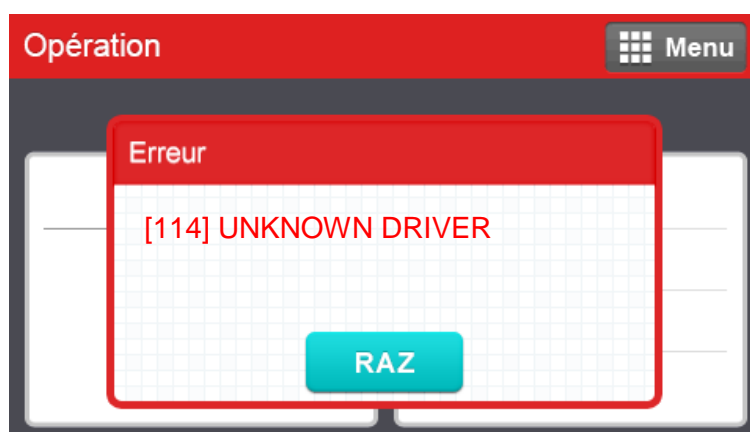 Opération
Menu
Erreur
[114] UNKNOWN DRIVER
RAZ